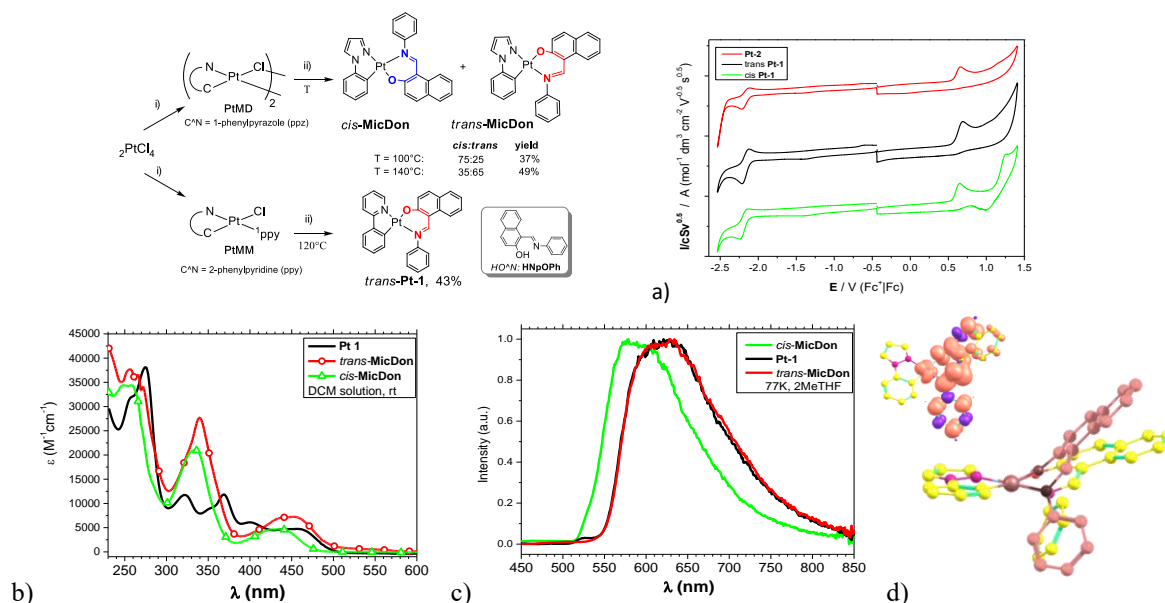 i)
i)
₂PtCl₄
N
Pt
Cl
C
2
PtMD
C^N = 1-phenylpyrazole (ppz)
ii)
T
N
N
N
Pt
O
cis-MicDon
+
N
N
O
Pt
N
trans-MicDon
cis:trans yield
T = 100°C: 75:25 37%
T = 140°C: 35:65 49%
N
Pt
Cl
C
¹ppy
PtMM
C^N = 2-phenylpyridine (ppy)
ii)
120°C
N
O
Pt
N
trans-Pt-1, 43%
N
OH
HO^N: HNpOPh
a)
Pt-2
trans Pt-1
cis Pt-1
I/cSv⁰·⁵ / A (mol⁻¹ dm³ cm⁻² V⁻⁰·⁵ s⁰·⁵)
-2.5 -2.0 -1.5 -1.0 -0.5 0.0 0.5 1.0 1.5
E / V (Fc⁺|Fc)
b)
45000
40000
35000
30000
25000
20000
15000
10000
5000
0
ε (M⁻¹cm⁻¹)
Pt 1
trans-MicDon
cis-MicDon
DCM solution, rt
250 300 350 400 450 500 550 600
λ (nm)
c)
1.0
0.8
0.6
0.4
0.2
0.0
Intensity (a.u.)
cis-MicDon
Pt-1
trans-MicDon
77K, 2MeTHF
450 500 550 600 650 700 750 800 850
λ (nm)
d)